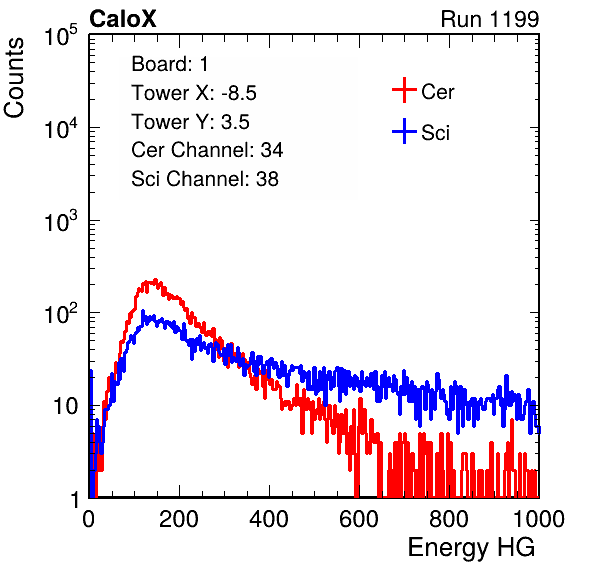 CaloX Run 1199
Counts
10^5
10^4
10^3
10^2
10
1
Board: 1
Tower X: -8.5
Tower Y: 3.5
Cer Channel: 34
Sci Channel: 38
Cer
Sci
0 200 400 600 800 1000
Energy HG